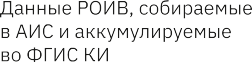 Данные РОИВ, собираемые
в АИС и аккумулируемые
во ФГИС КИ